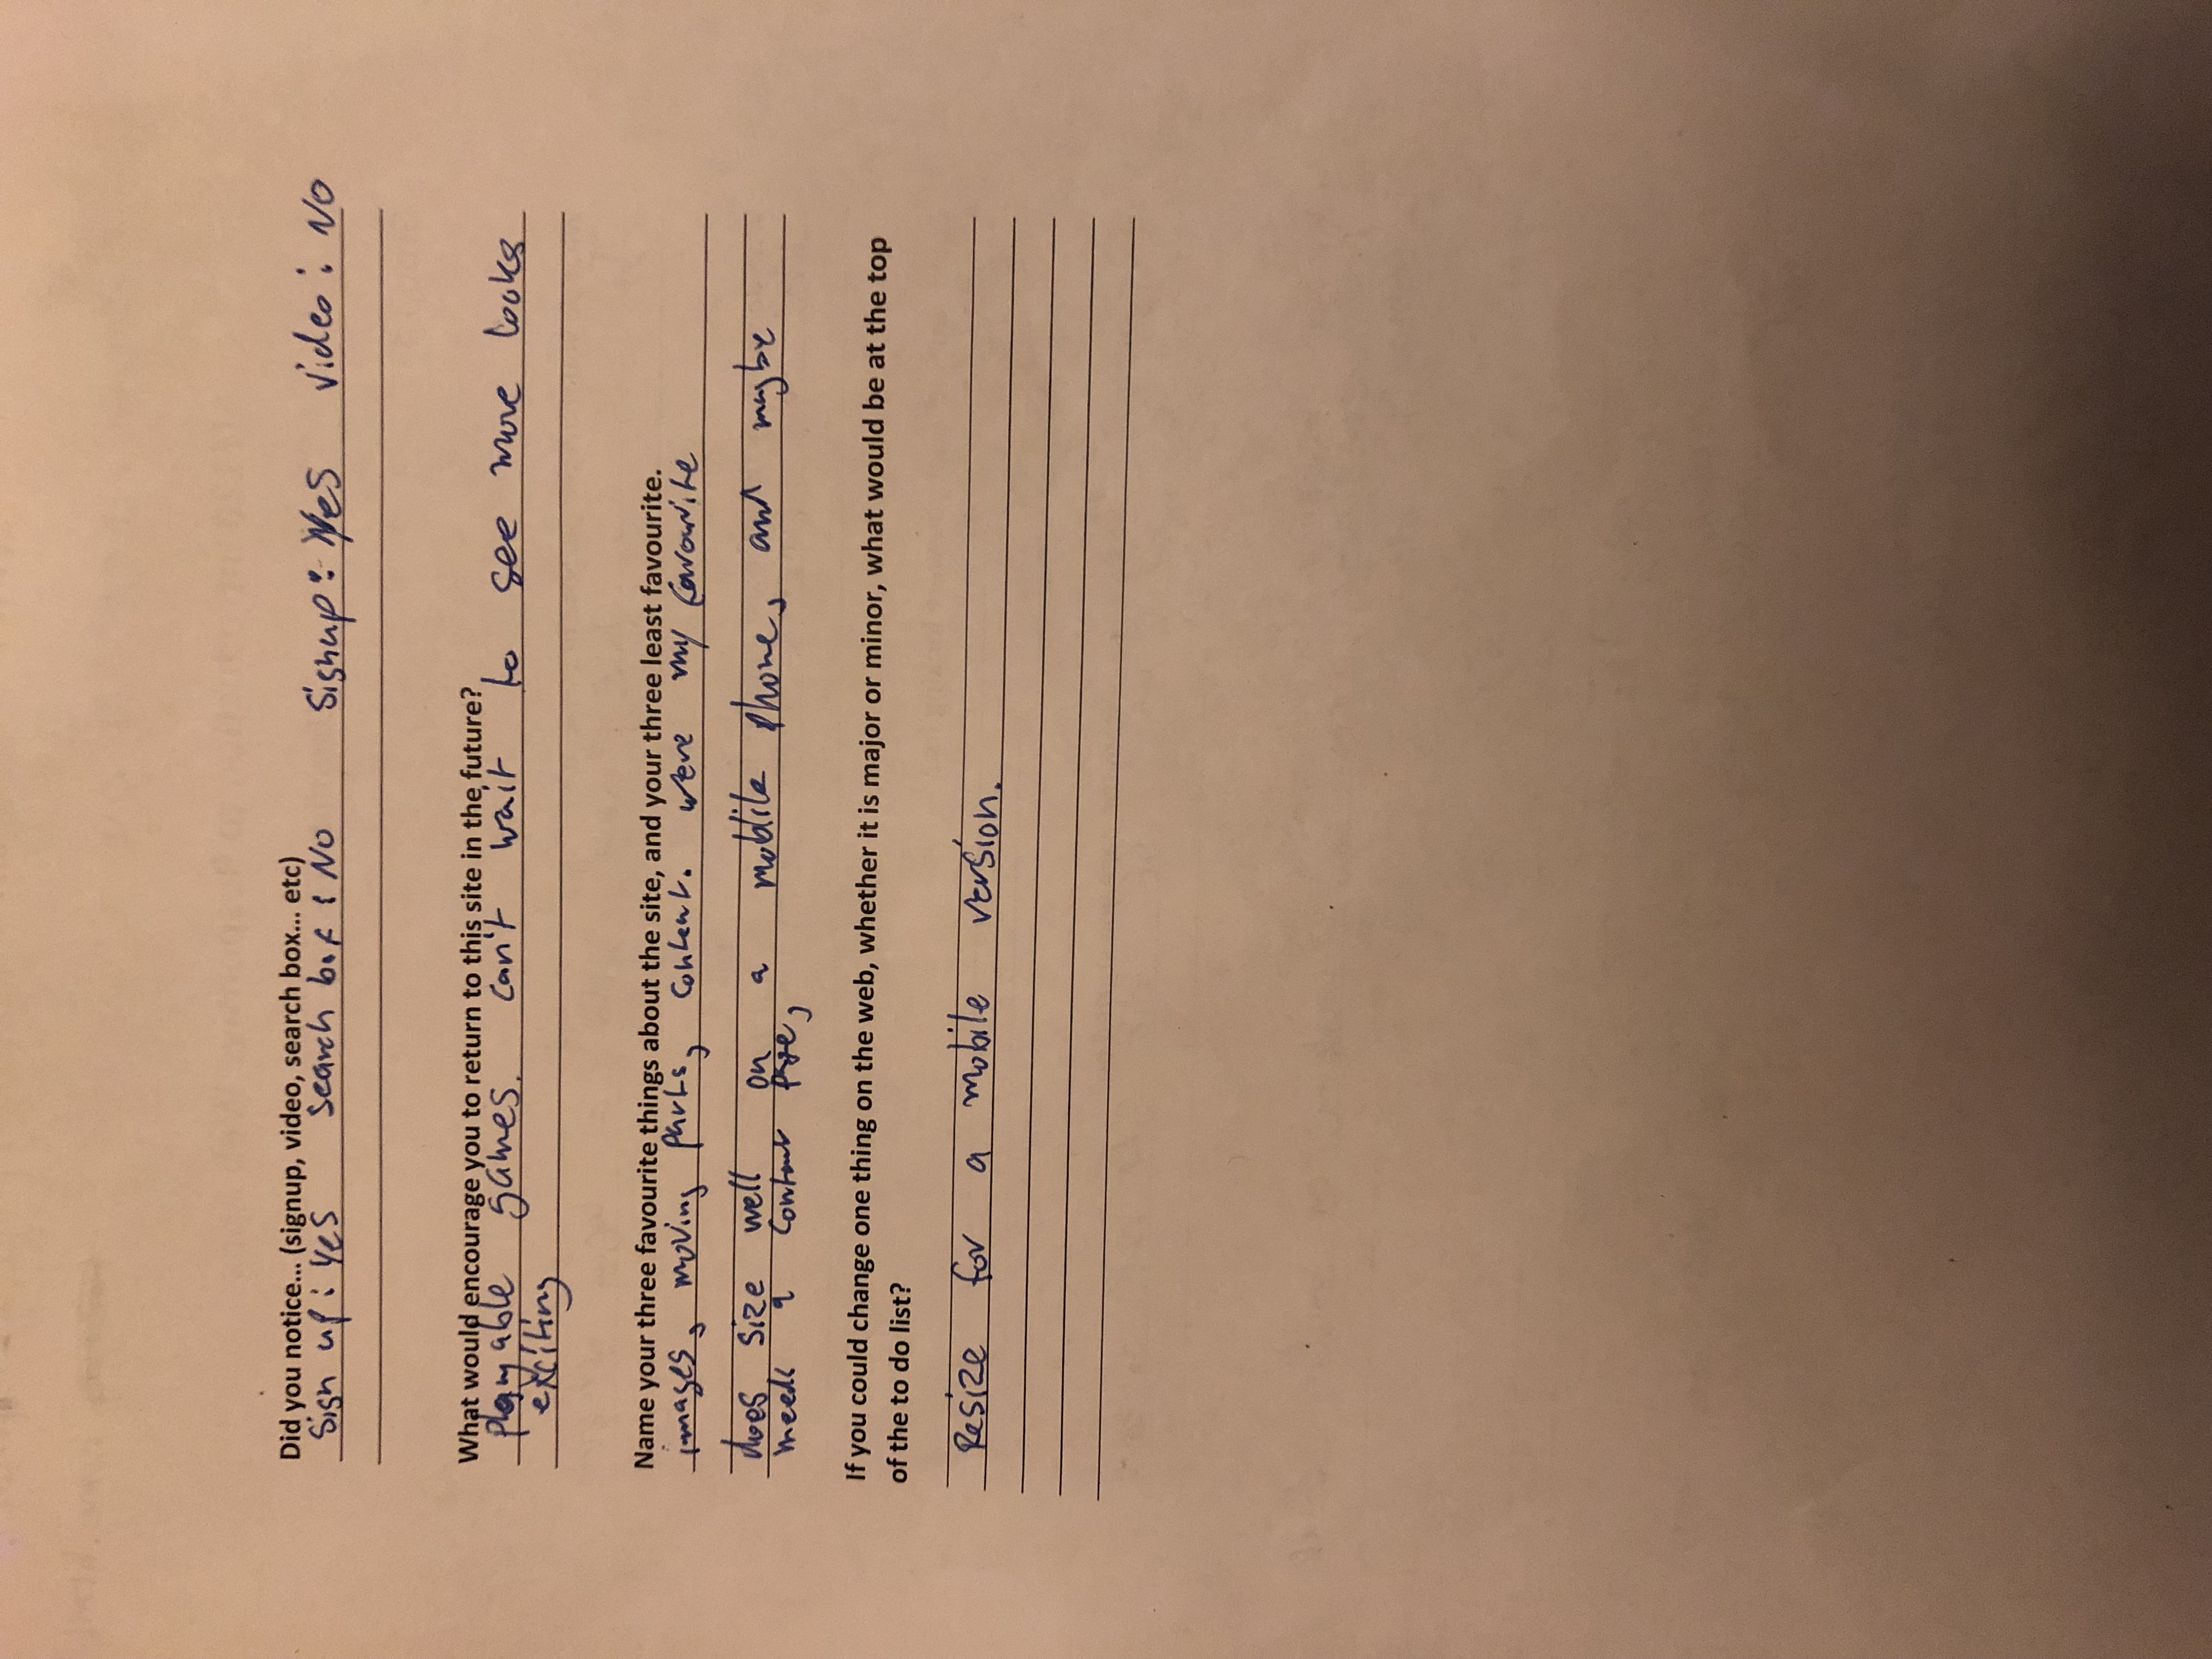 Did you notice... (signup, video, search box... etc)
Sign up: Yes Search box: No Signup: Yes Video: No
What would encourage you to return to this site in the future?
playable games. can't wait to see more looks
exciting
Name your three favourite things about the site, and your three least favourite.
images, moving parts, content. were my favourite
does size well on a moblile phone, and maybe
need a
If you could change one thing on the web, whether it is major or minor, what would be at the top
of the to do list?
Resize for a mobile version.